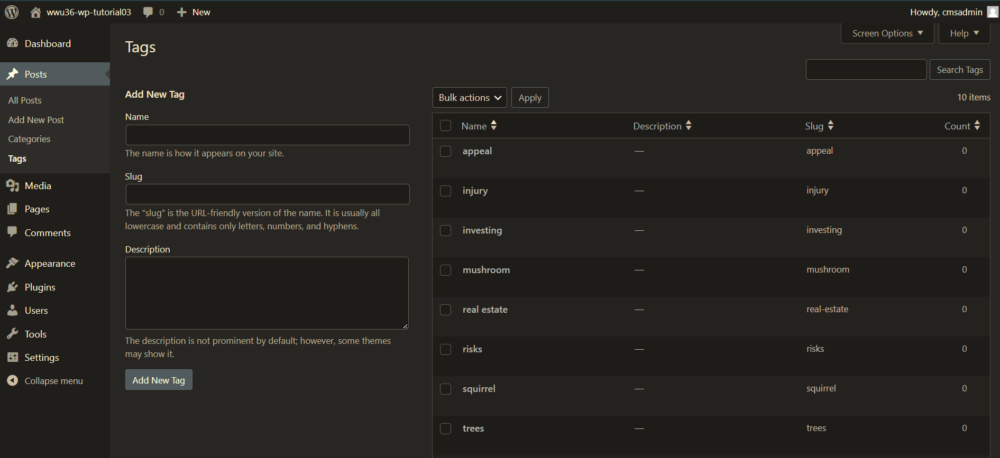 wwu36-wp-tutorial03 0 New Howdy, cmsadmin
Dashboard
Posts
All Posts
Add New Post
Categories
Tags
Media
Pages
Comments
Appearance
Plugins
Users
Tools
Settings
Collapse menu
Screen Options Help
Tags
Search Tags
Add New Tag
Name
The name is how it appears on your site.
Slug
The “slug” is the URL-friendly version of the name. It is usually all
lowercase and contains only letters, numbers, and hyphens.
Description
The description is not prominent by default; however, some themes
may show it.
Add New Tag
Bulk actions Apply 10 items
Name Description Slug Count
appeal — appeal 0
injury — injury 0
investing — investing 0
mushroom — mushroom 0
real estate — real-estate 0
risks — risks 0
squirrel — squirrel 0
trees — trees 0